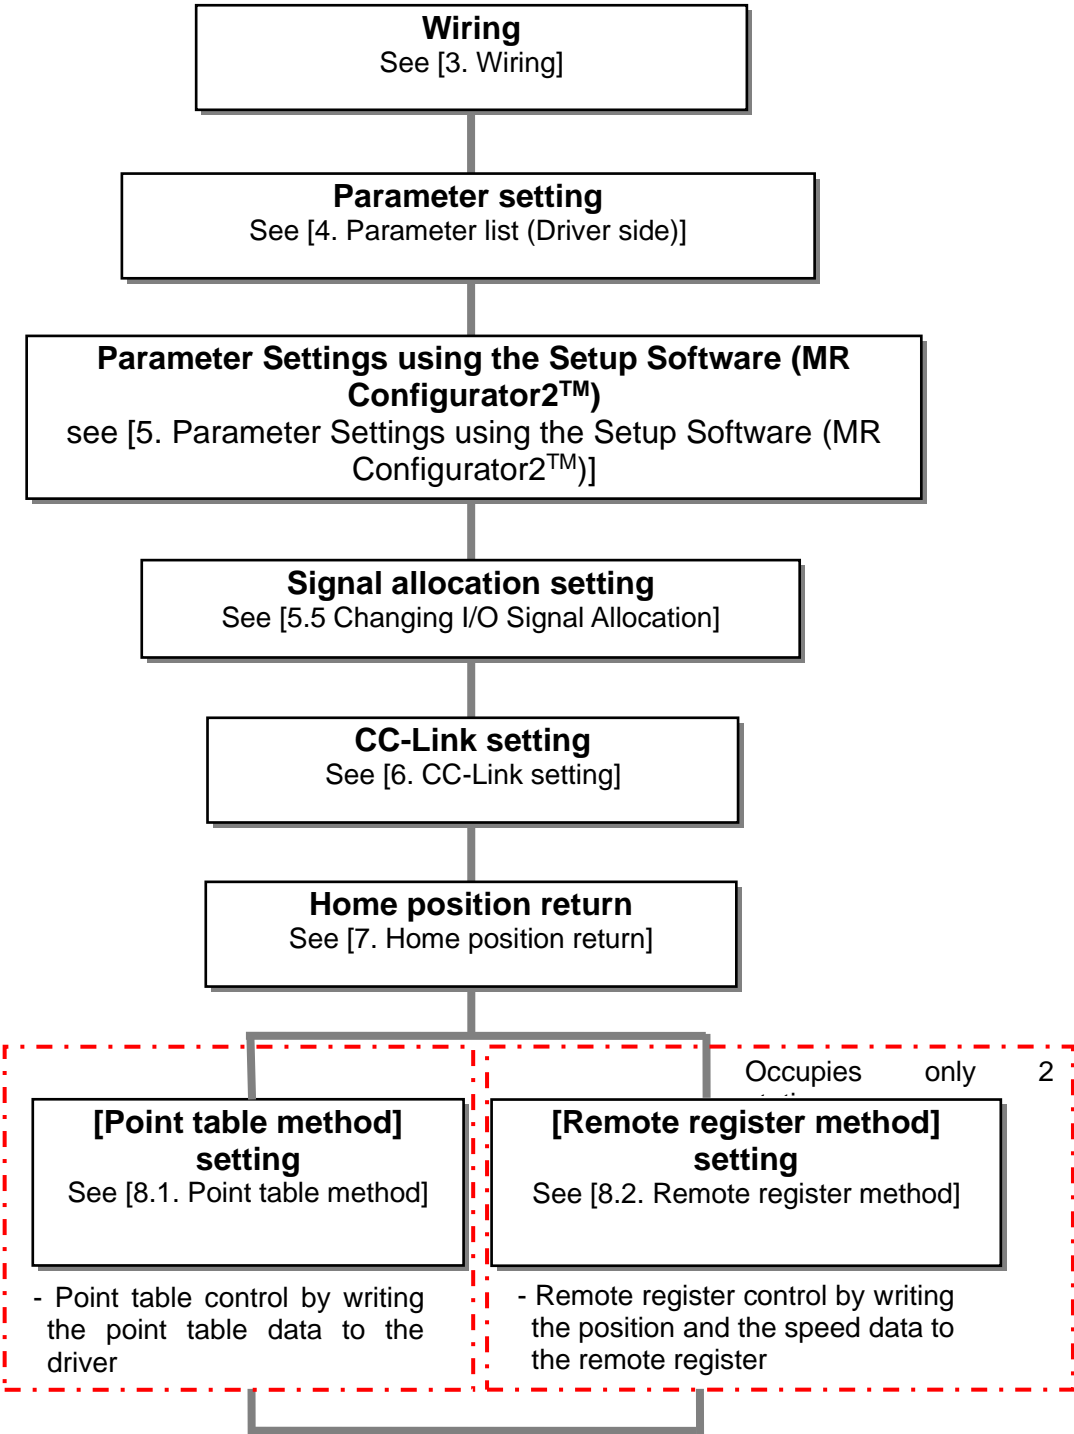 Wiring
See [3. Wiring]
Parameter setting
See [4. Parameter list (Driver side)]
Parameter Settings using the Setup Software (MR
Configurator2TM)
see [5. Parameter Settings using the Setup Software (MR
Configurator2TM)]
Signal allocation setting
See [5.5 Changing I/O Signal Allocation]
CC-Link setting
See [6. CC-Link setting]
Home position return
See [7. Home position return]
Occupies only 2
[Point table method]
setting
See [8.1. Point table method]
- Point table control by writing
the point table data to the
driver
[Remote register method]
setting
See [8.2. Remote register method]
- Remote register control by writing
the position and the speed data to
the remote register